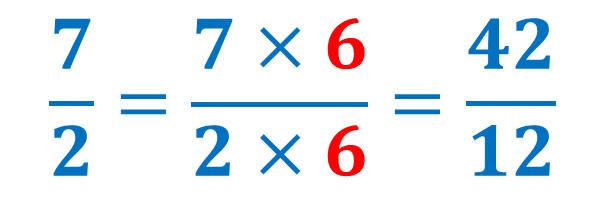 7/2 = (7 × 6)/(2 × 6) = 42/12